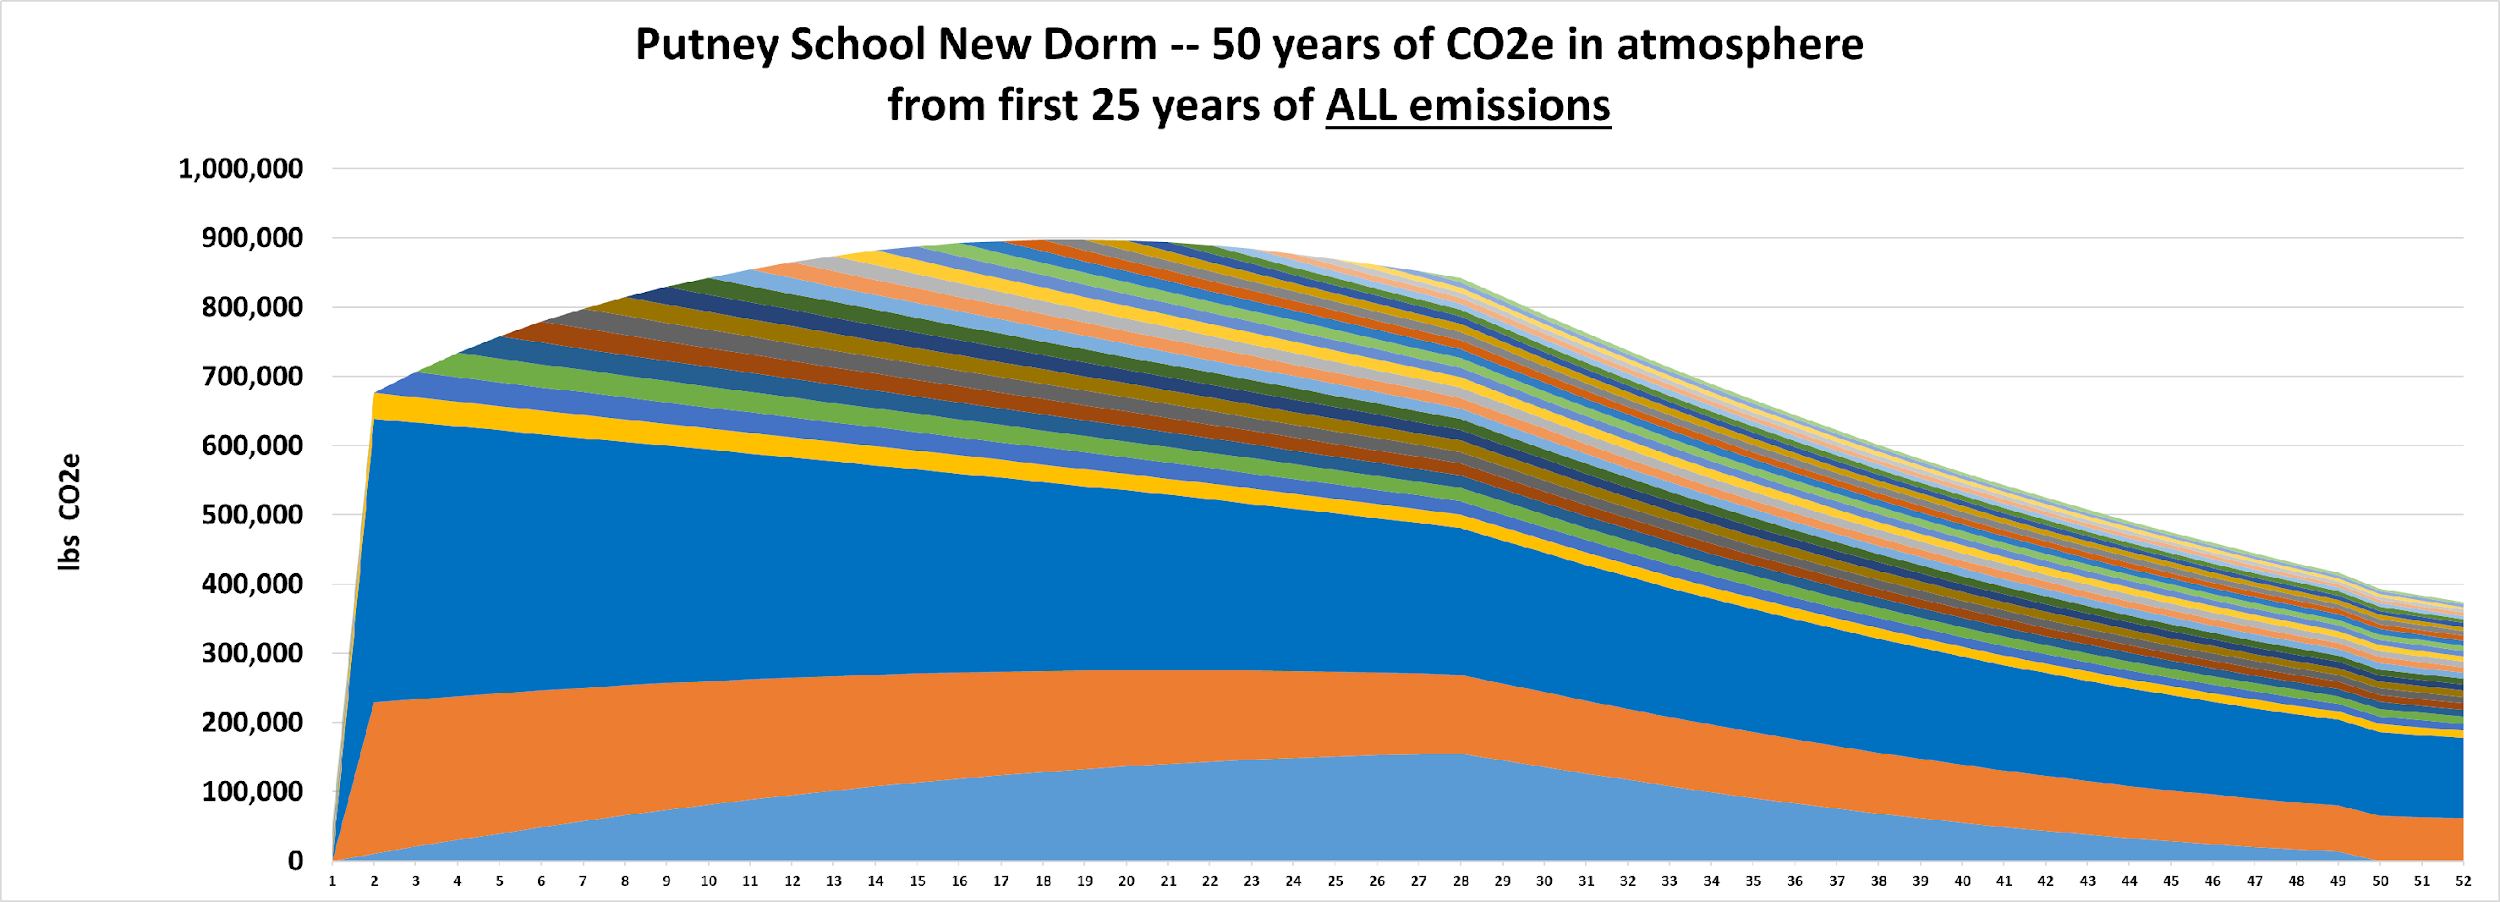 Putney School New Dorm -- 50 years of CO2e in atmosphere
from first 25 years of ALL emissions
1,000,000
900,000
800,000
700,000
600,000
500,000
400,000
300,000
200,000
100,000
0
lbs CO2e
1 2 3 4 5 6 7 8 9 10 11 12 13 14 15 16 17 18 19 20 21 22 23 24 25 26 27 28 29 30 31 32 33 34 35 36 37 38 39 40 41 42 43 44 45 46 47 48 49 50 51 52